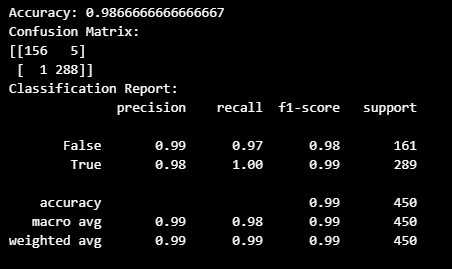 Accuracy: 0.9866666666666667
Confusion Matrix:
[[156   5]
 [  1 288]]
Classification Report:
              precision    recall  f1-score   support

       False       0.99      0.97      0.98       161
        True       0.98      1.00      0.99       289

    accuracy                           0.99       450
   macro avg       0.99      0.98      0.99       450
weighted avg       0.99      0.99      0.99       450